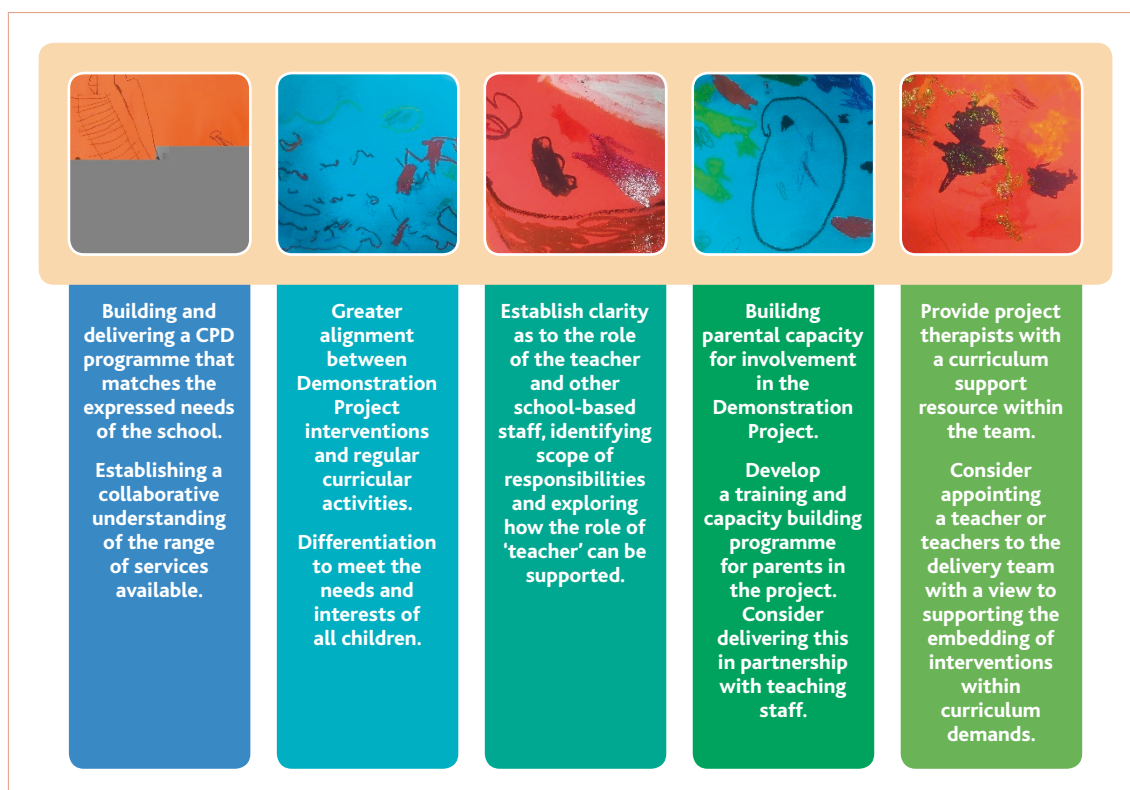 Building and
delivering a CPD
programme that
matches the
expressed needs
of the school.
Establishing a
collaborative
understanding
of the range
of services
available.
Greater
alignment
between
Demonstration
Project
interventions
and regular
curricular
activities.
Differentiation
to meet the
needs and
interests of
all children.
Establish clarity
as to the role
of the teacher
and other
school-based
staff, identifying
scope of
responsibilities
and exploring
how the role of
‘teacher’ can be
supported.
Builidng
parental capacity
for involvement
in the
Demonstration
Project.
Develop
a training and
capacity building
programme
for parents in
the project.
Consider
delivering this
in partnership
with teaching
staff.
Provide project
therapists with
a curriculum
support
resource within
the team.
Consider
appointing
a teacher or
teachers to the
delivery team
with a view to
supporting the
embedding of
interventions
within
curriculum
demands.